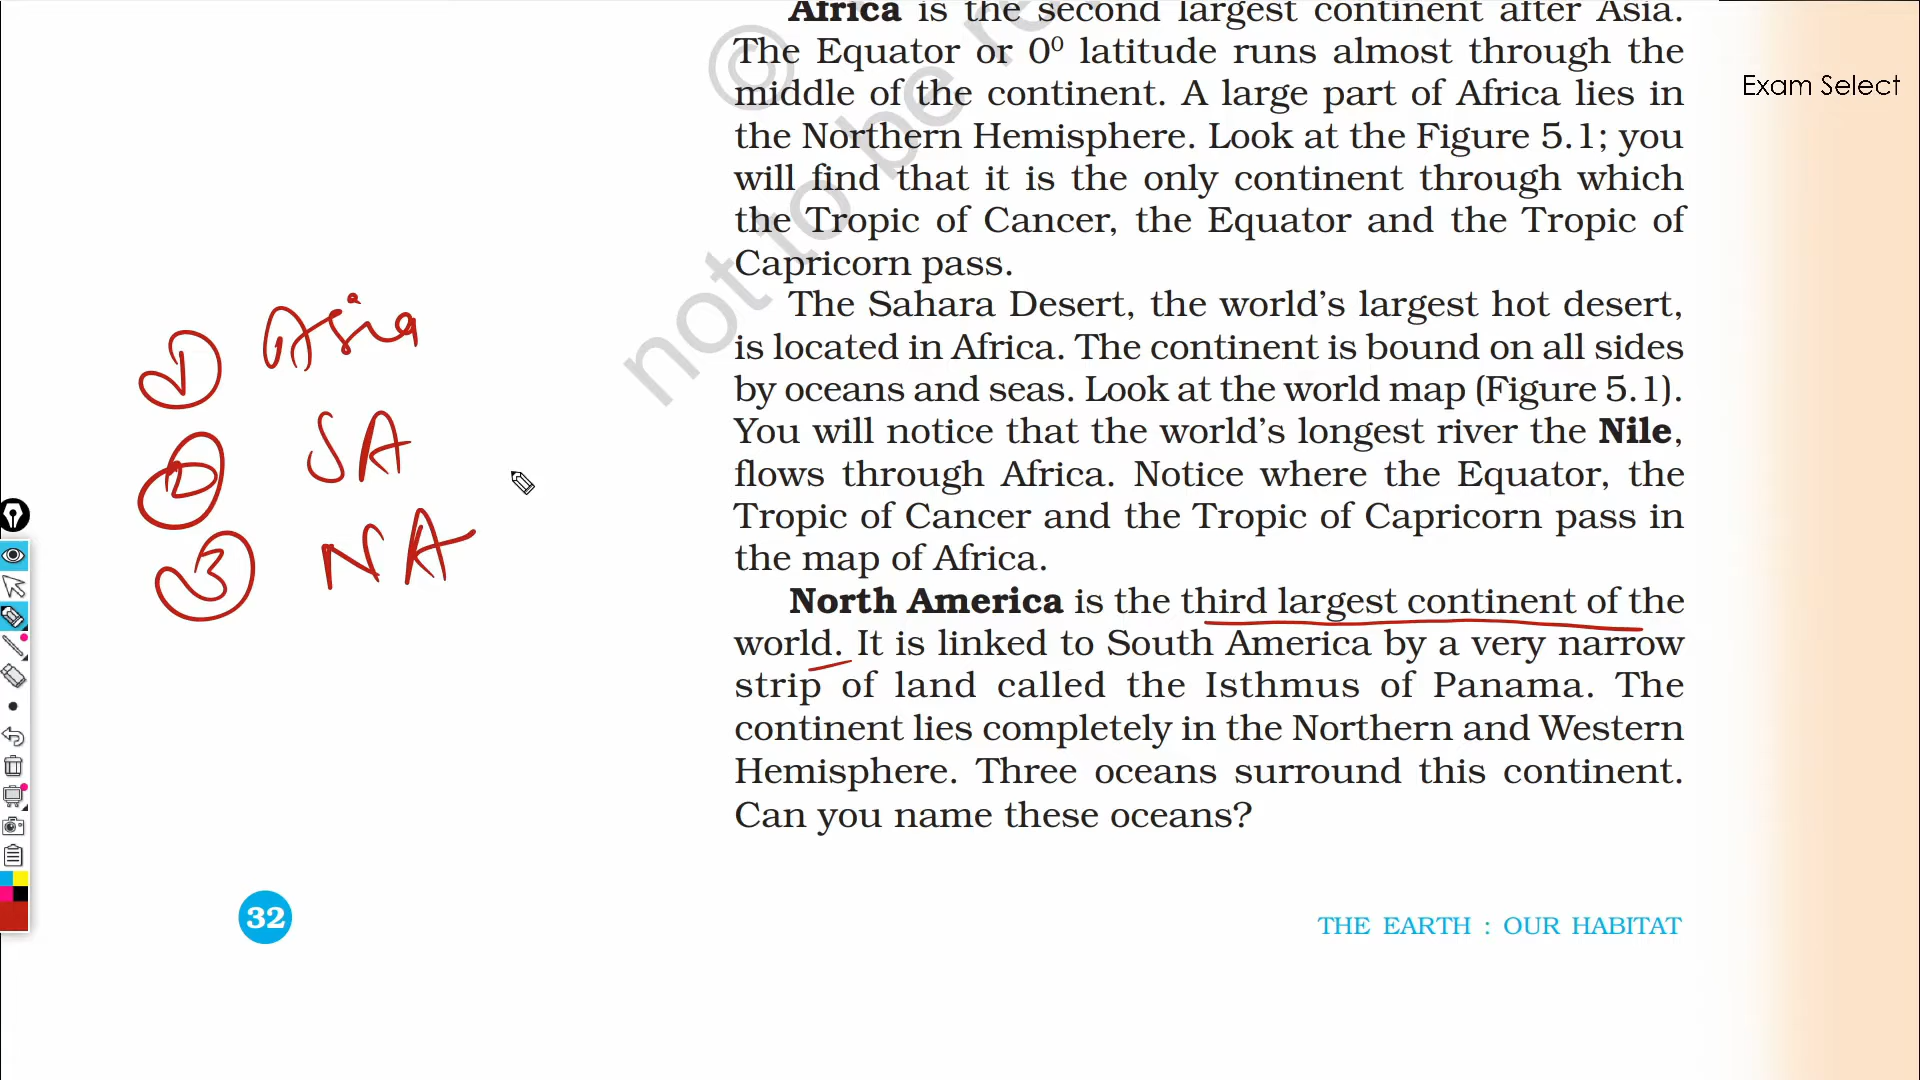 Africa is the second largest continent after Asia.
The Equator or 0⁰ latitude runs almost through the
middle of the continent. A large part of Africa lies in
the Northern Hemisphere. Look at the Figure 5.1; you
will find that it is the only continent through which
the Tropic of Cancer, the Equator and the Tropic of
Capricorn pass.
The Sahara Desert, the world's largest hot desert,
is located in Africa. The continent is bound on all sides
by oceans and seas. Look at the world map (Figure 5.1).
You will notice that the world's longest river the Nile,
flows through Africa. Notice where the Equator, the
Tropic of Cancer and the Tropic of Capricorn pass in
the map of Africa.
North America is the third largest continent of the
world. It is linked to South America by a very narrow
strip of land called the Isthmus of Panama. The
continent lies completely in the Northern and Western
Hemisphere. Three oceans surround this continent.
Can you name these oceans?
Exam Select
1 Asia
2 SA
3 NA
© not to be re
32
THE EARTH : OUR HABITAT